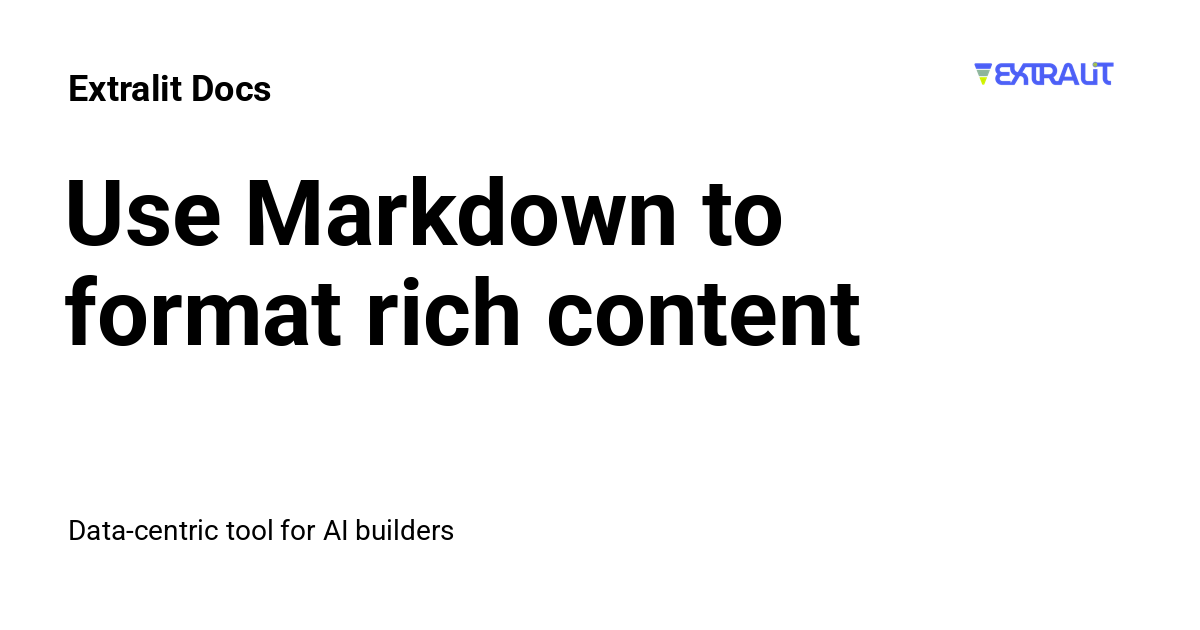 Extralit Docs
EXTRALIT
Use Markdown to
format rich content
Data-centric tool for AI builders